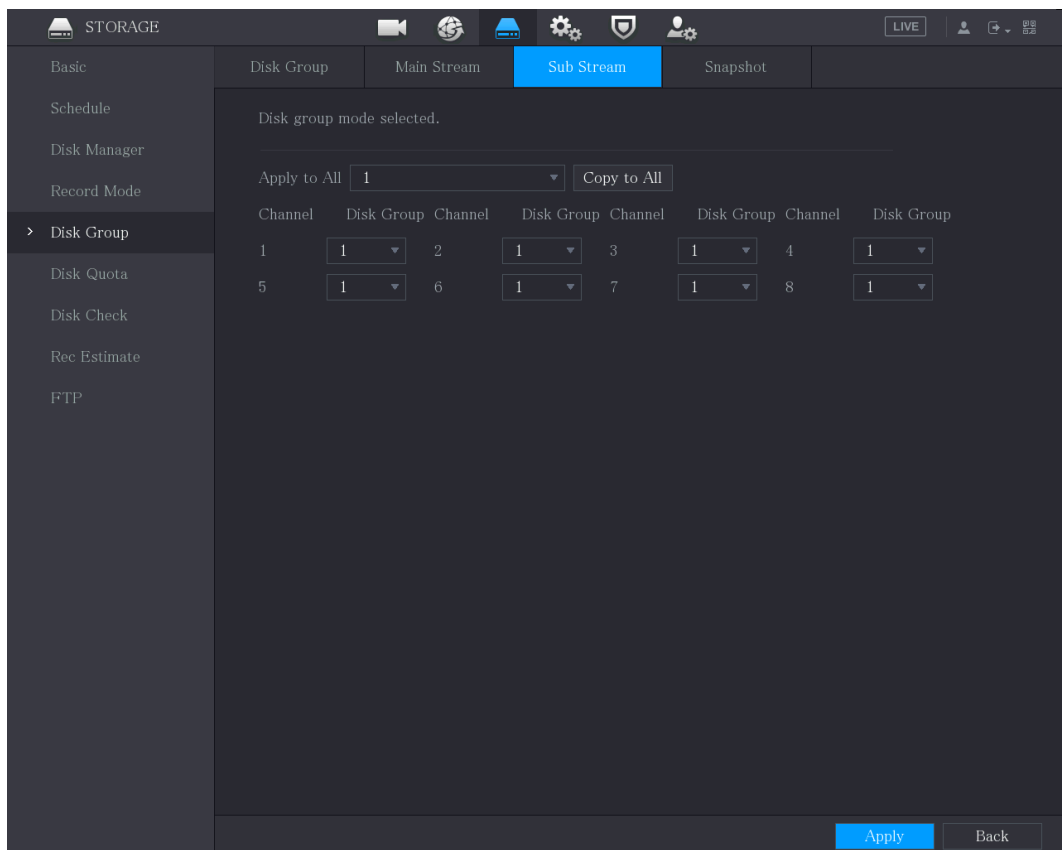 STORAGE LIVE
Basic
Schedule
Disk Manager
Record Mode
Disk Group
Disk Quota
Disk Check
Rec Estimate
FTP
Disk Group Main Stream Sub Stream Snapshot
Disk group mode selected.
Apply to All 1 Copy to All
Channel Disk Group Channel Disk Group Channel Disk Group Channel Disk Group
1 1 2 1 3 1 4 1
5 1 6 1 7 1 8 1
Apply Back